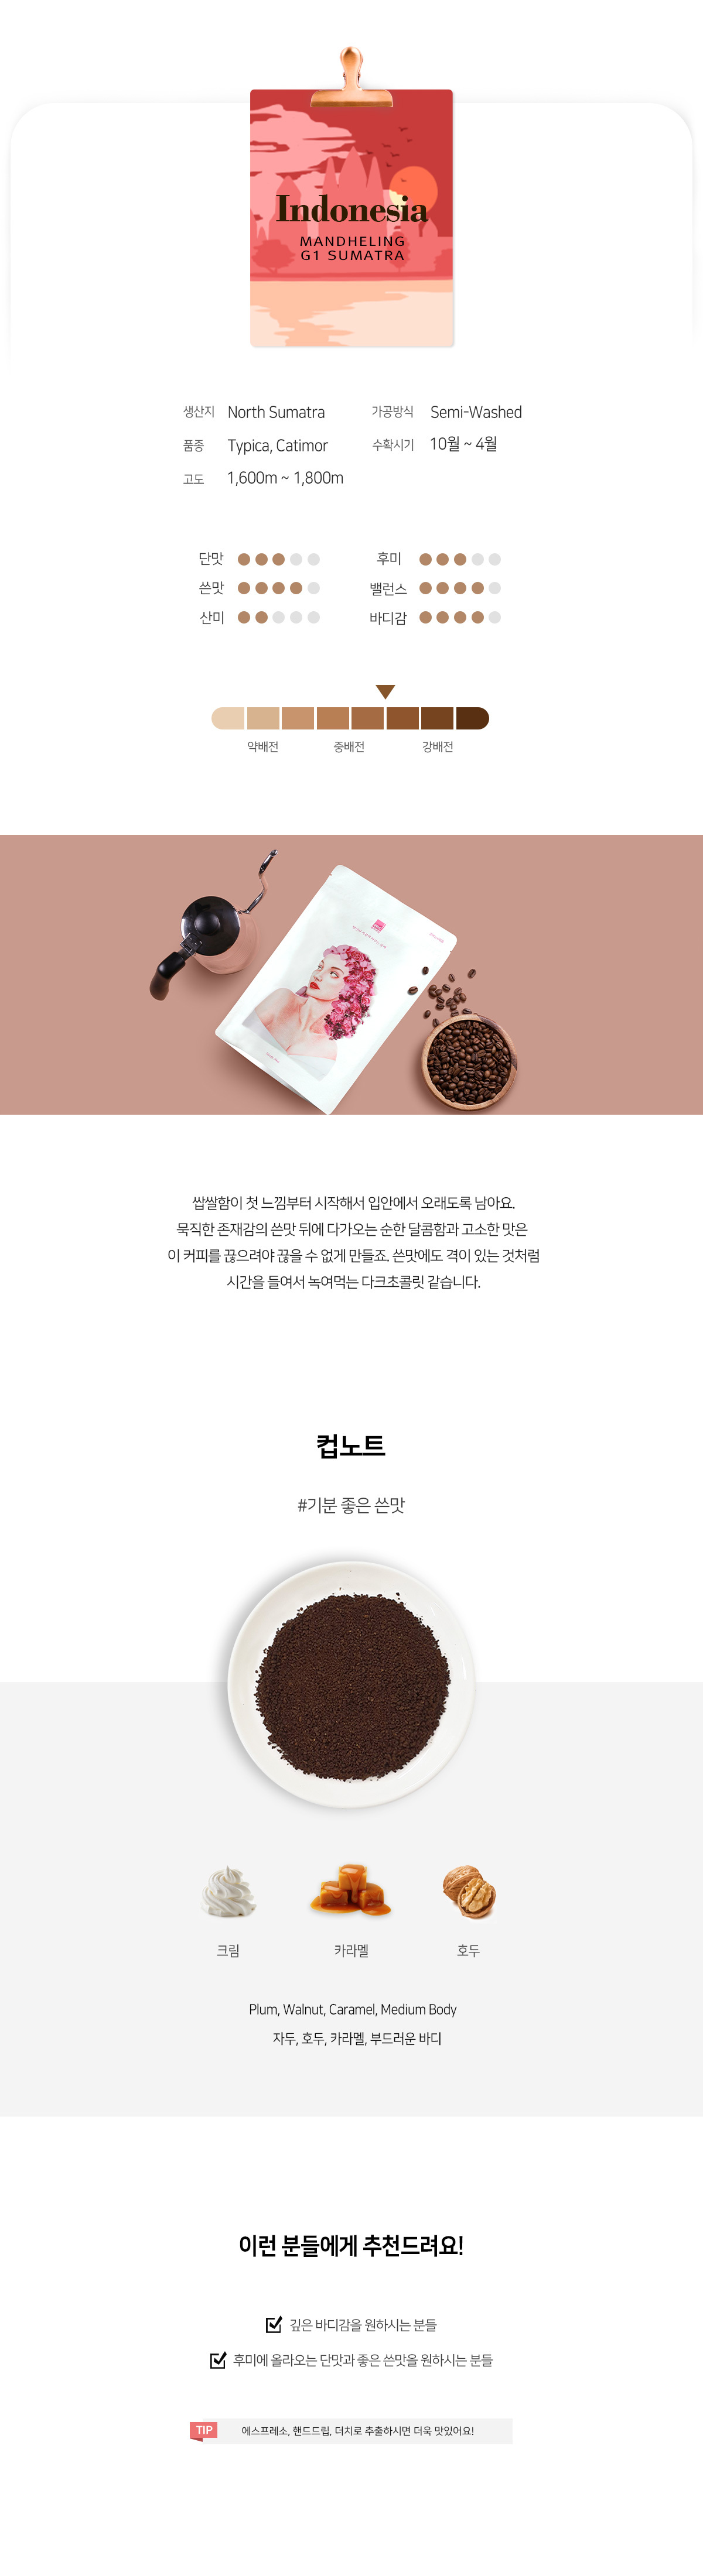 Indonesia
MANDHELING
G1 SUMATRA
생산지 North Sumatra
가공방식 Semi-Washed
품종 Typica, Catimor
수확시기 10월 ~ 4월
고도 1,600m ~ 1,800m
단맛
후미
쓴맛
밸런스
산미
바디감
약배전 중배전 강배전
쌉쌀함이 첫 느낌부터 시작해서 입안에서 오래도록 남아요.
묵직한 존재감의 쓴맛 뒤에 다가오는 순한 달콤함과 고소한 맛은
이 커피를 끊으려야 끊을 수 없게 만들죠. 쓴맛에도 격이 있는 것처럼
시간을 들여서 녹여먹는 다크초콜릿 같습니다.
컵노트
#기분 좋은 쓴맛
크림 카라멜 호두
Plum, Walnut, Caramel, Medium Body
자두, 호두, 카라멜, 부드러운 바디
이런 분들에게 추천드려요!
깊은 바디감을 원하시는 분들
후미에 올라오는 단맛과 좋은 쓴맛을 원하시는 분들
TIP 에스프레소, 핸드드립, 더치로 추출하시면 더욱 맛있어요!